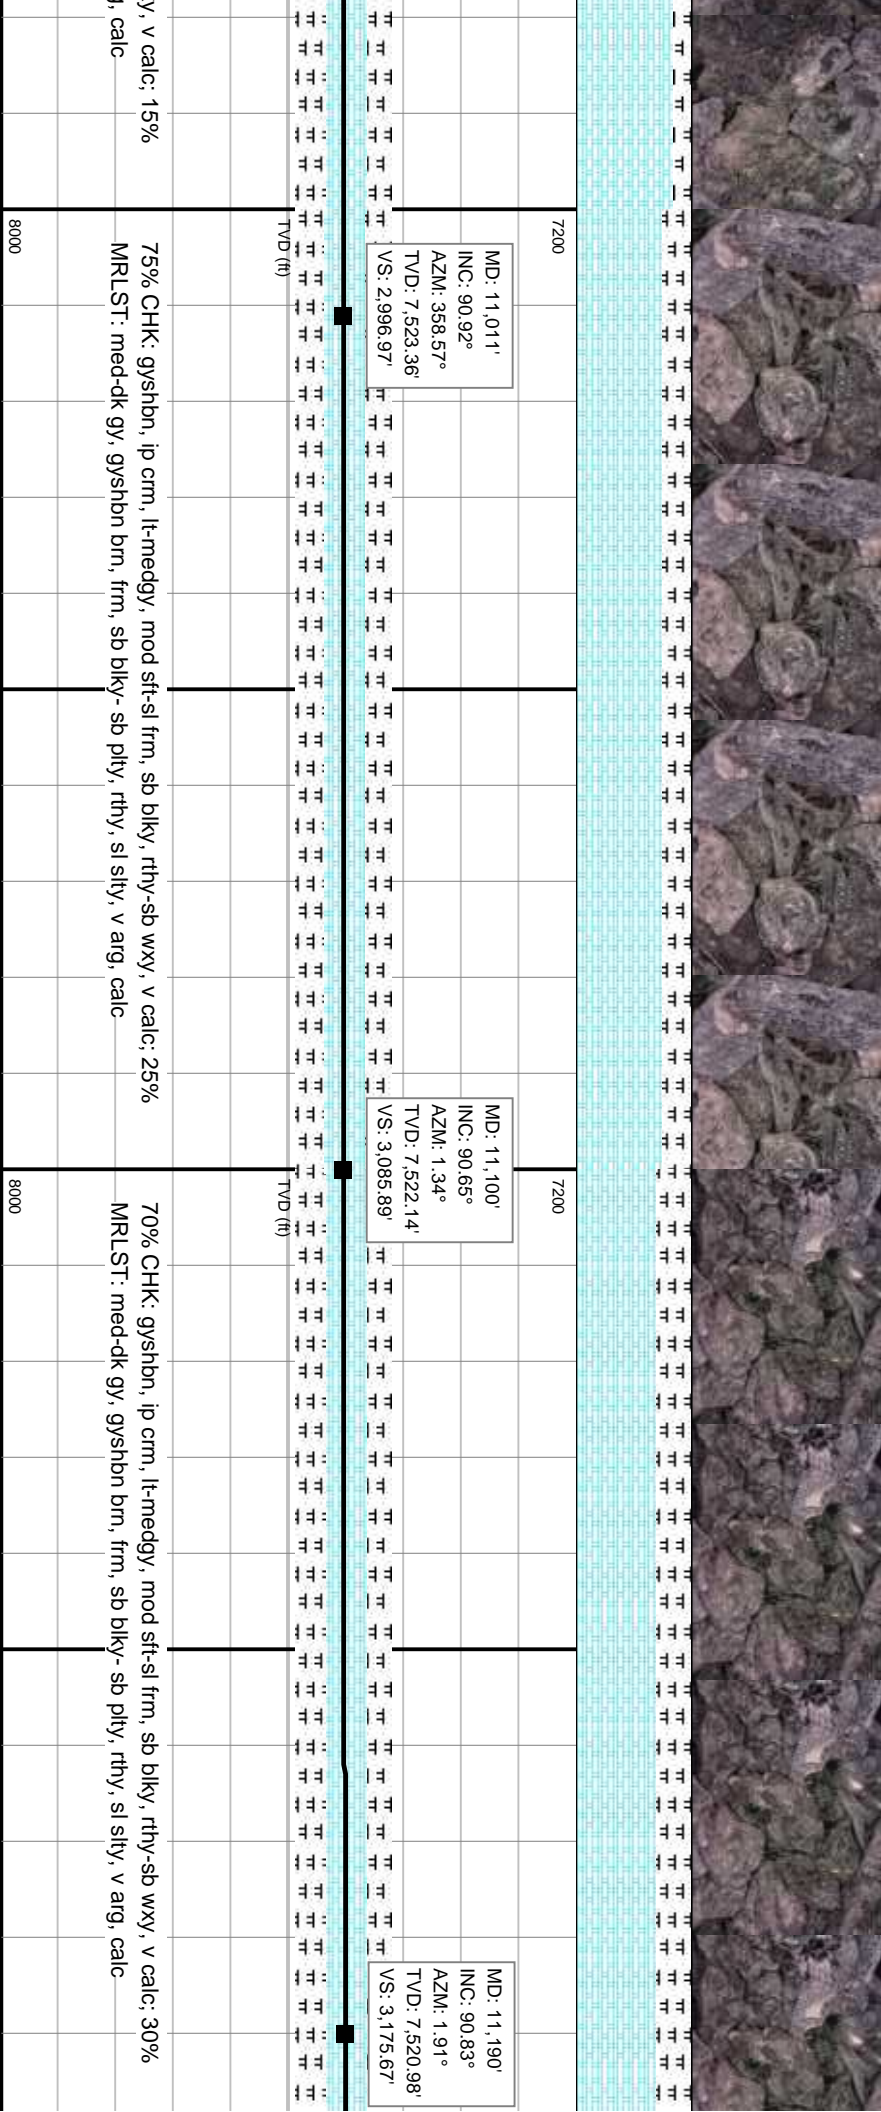 y, v calc; 15%
, calc
7200
TVD (ft)
8000
MD: 11,011'
INC: 90.92°
AZM: 358.57°
TVD: 7,523.36'
VS: 2,996.97'
75% CHK: gyshbn, ip crm, lt-medgy, mod sft-sl frm, sb blky, rthy-sb wxy, v calc; 25%
MRLST: med-dk gy, gyshbn brn, frm, sb blky- sb plty, rthy, sl slty, v arg, calc
MD: 11,100'
INC: 90.65°
AZM: 1.34°
TVD: 7,522.14'
VS: 3,085.89'
7200
TVD (ft)
8000
70% CHK: gyshbn, ip crm, lt-medgy, mod sft-sl frm, sb blky, rthy-sb wxy, v calc; 30%
MRLST: med-dk gy, gyshbn brn, frm, sb blky- sb plty, rthy, sl slty, v arg, calc
MD: 11,190'
INC: 90.83°
AZM: 1.91°
TVD: 7,520.98'
VS: 3,175.67'